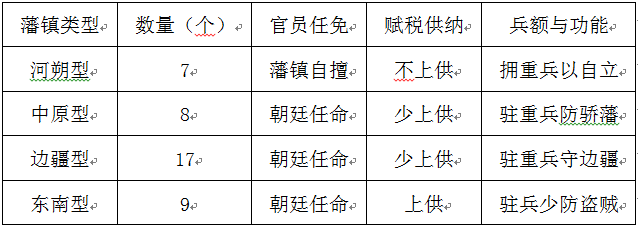 藩镇类型 数量（个） 官员任免 赋税供纳 兵额与功能
河朔型 7 藩镇自擅 不上供 拥重兵以自立
中原型 8 朝廷任命 少上供 驻重兵防骄藩
边疆型 17 朝廷任命 少上供 驻重兵守边疆
东南型 9 朝廷任命 上供 驻兵少防盗贼